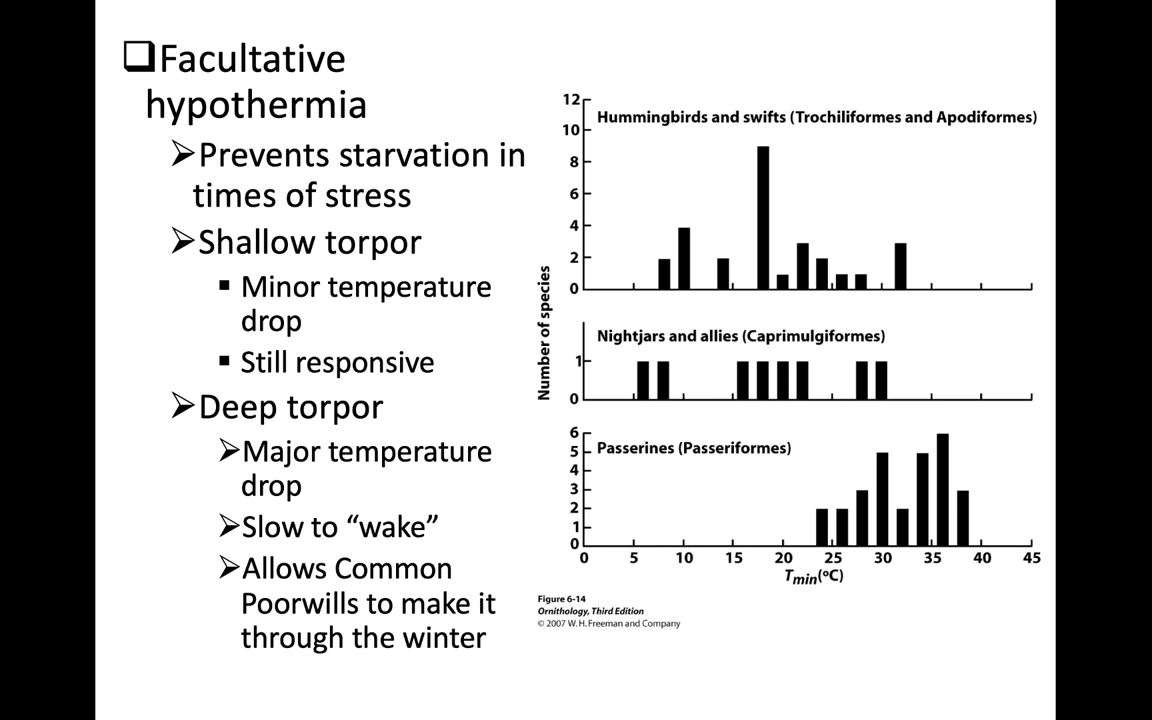 ❑Facultative
hypothermia
➢Prevents starvation in
times of stress
➢Shallow torpor
▪ Minor temperature
drop
▪ Still responsive
➢Deep torpor
➢Major temperature
drop
➢Slow to “wake”
➢Allows Common
Poorwills to make it
through the winter
Number of species
Hummingbirds and swifts (Trochiliformes and Apodiformes)
12
10
8
6
4
2
0
Nightjars and allies (Caprimulgiformes)
1
0
Passerines (Passeriformes)
6
5
4
3
2
1
0
0 5 10 15 20 25 30 35 40 45
Tmin(ºC)
Figure 6-14
Ornithology, Third Edition
© 2007 W. H. Freeman and Company